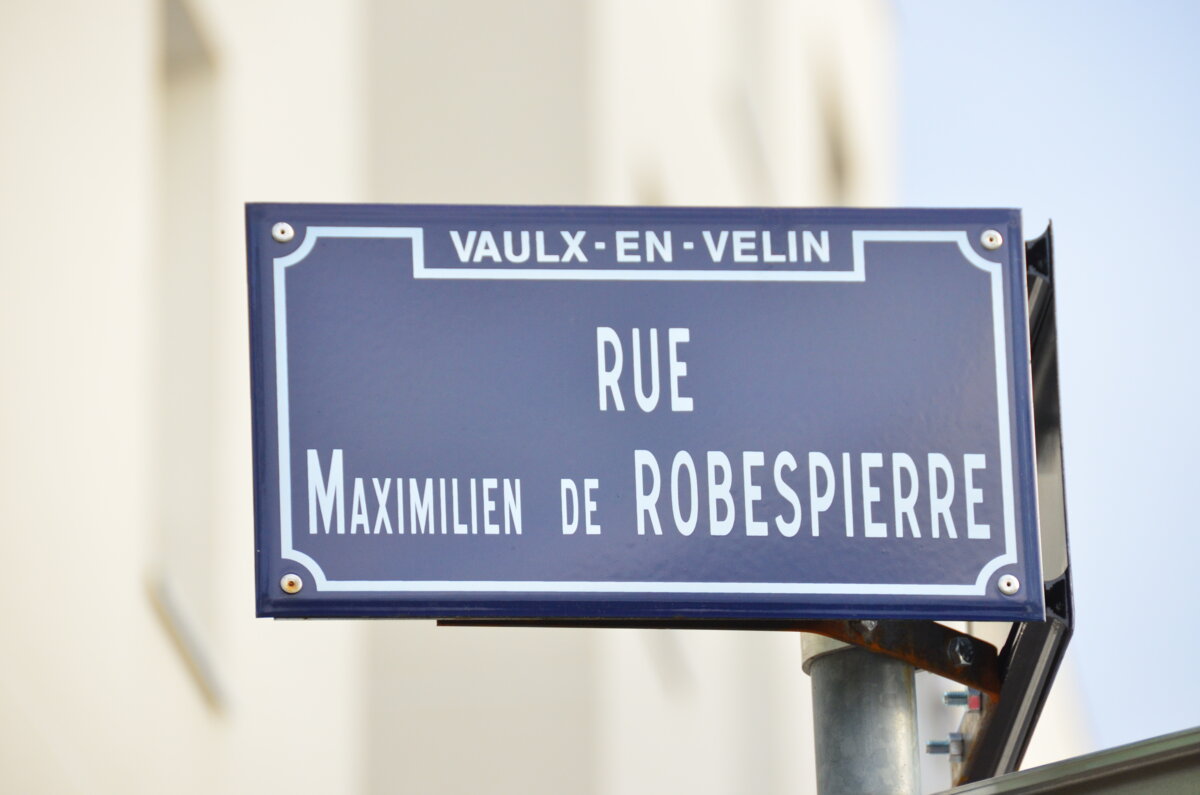 VAULX-EN-VELIN
RUE
MAXIMILIEN DE ROBESPIERRE